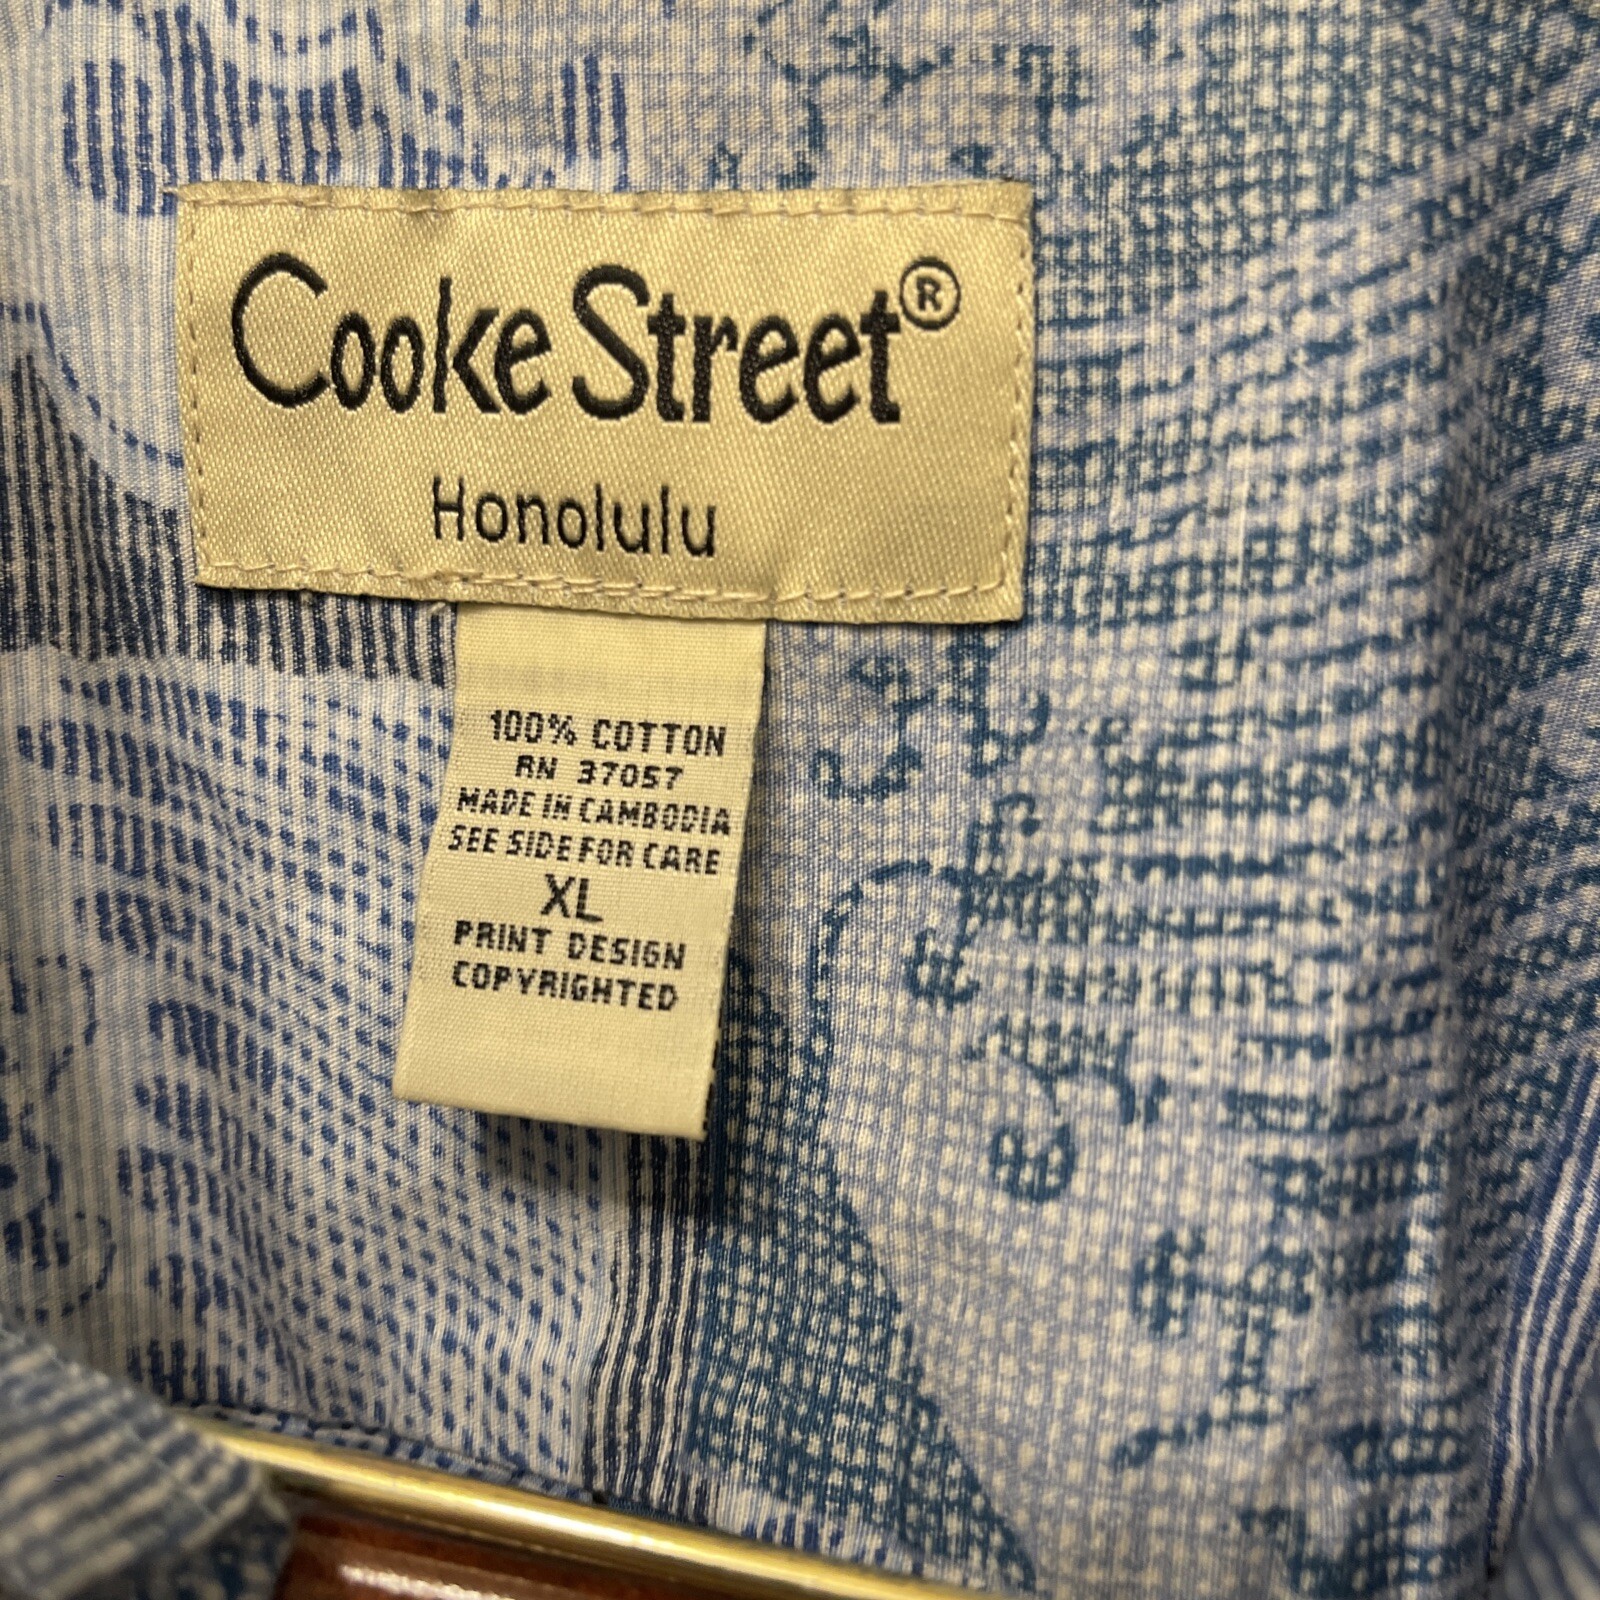 Cooke Street®
Honolulu
100% COTTON
RN 37057
MADE IN CAMBODIA
SEE SIDE FOR CARE
XL
PRINT DESIGN
COPYRIGHTED